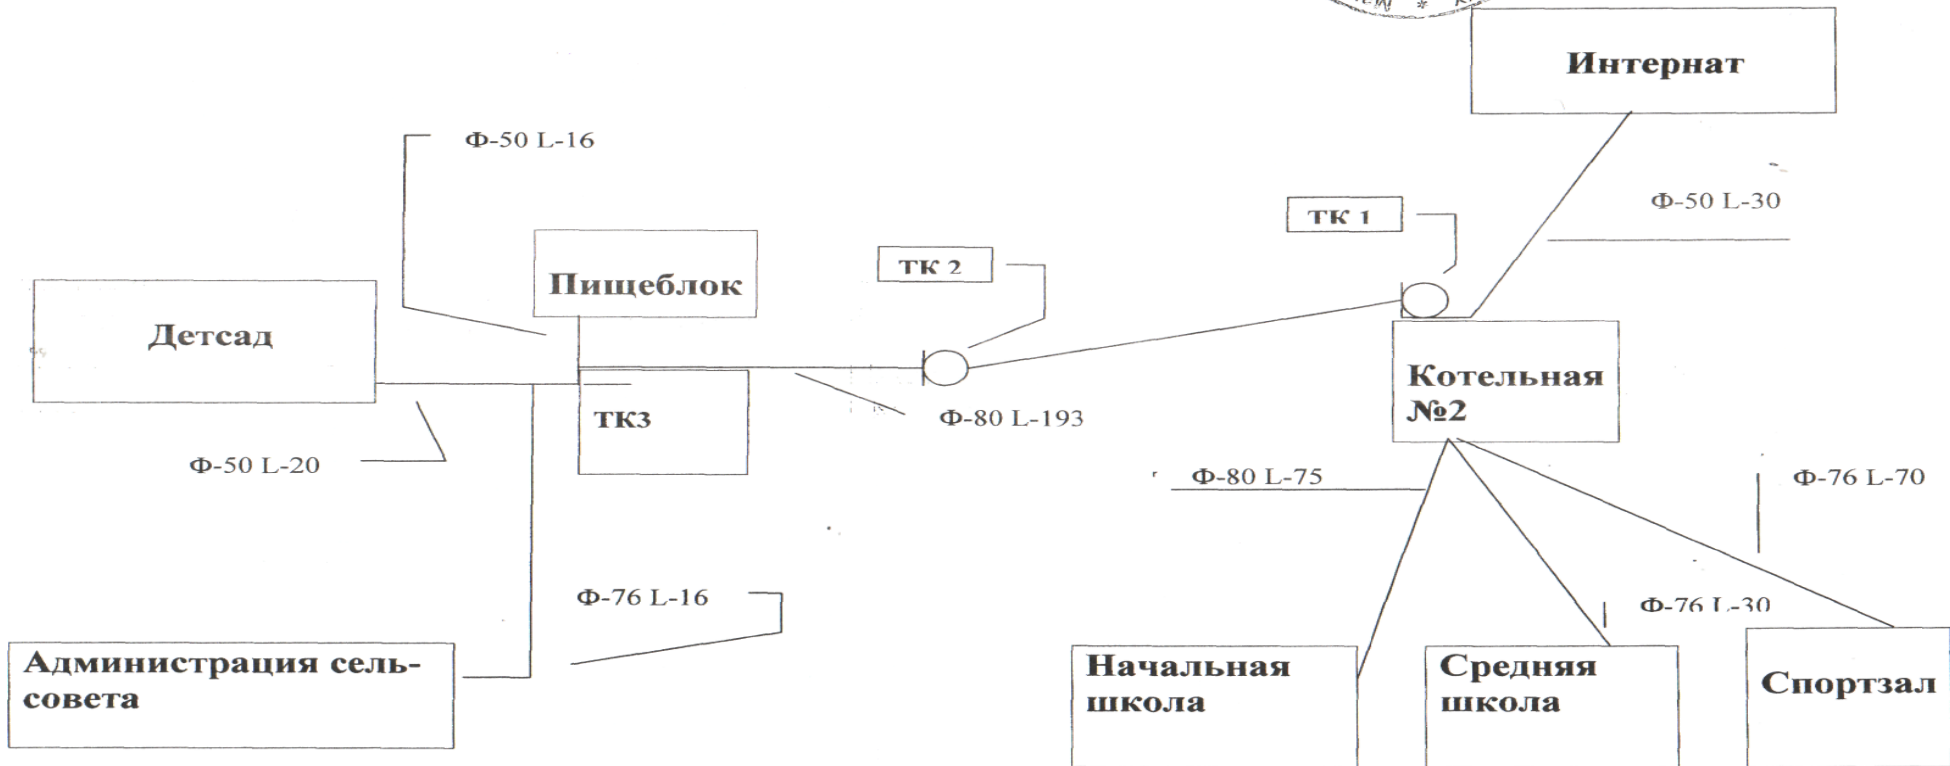 Интернат
Ф-50 L-16
Ф-50 L-30
ТК 1
ТК 2
Пищеблок
Детсад
Котельная
№2
ТК3
Ф-80 L-193
Ф-50 L-20
Ф-80 L-75
Ф-76 L-70
Ф-76 L-16
Ф-76 L-30
Администрация сель-
совета
Начальная
школа
Средняя
школа
Спортзал